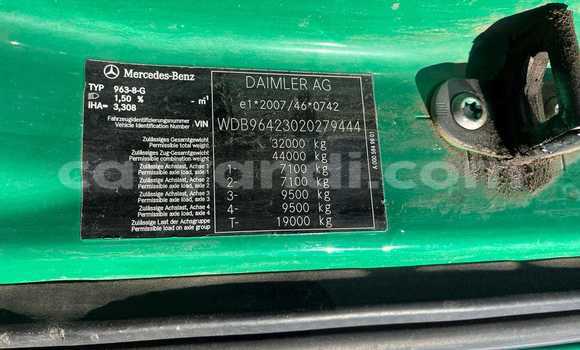 Mercedes-Benz
DAIMLER AG
TYP 963-8-G
1,50 % - m¹
IHA= 3,308
e1*2007/46*0742
Fahrzeugidentifizierungsnummer
Vehicle Identification Number VIN WDB96423020279444
Zulässiges Gesamtgewicht
Permissible weight 32000 kg
Zulässiges Zug-Gesamtgewicht
Permissible combination weight 44000 kg
Zulässige Achslast, Achse 1
Permissible axle load, axle 1 1- 7100 kg
Zulässige Achslast, Achse 2
Permissible axle load, axle 2 2- 7100 kg
Zulässige Achslast, Achse 3
Permissible axle load, axle 3 3- 9500 kg
Zulässige Achslast, Achse 4
Permissible axle load, axle 4 4- 9500 kg
Zulässige Last der Achsgruppe
Permissible load on axle group T- 19000 kg